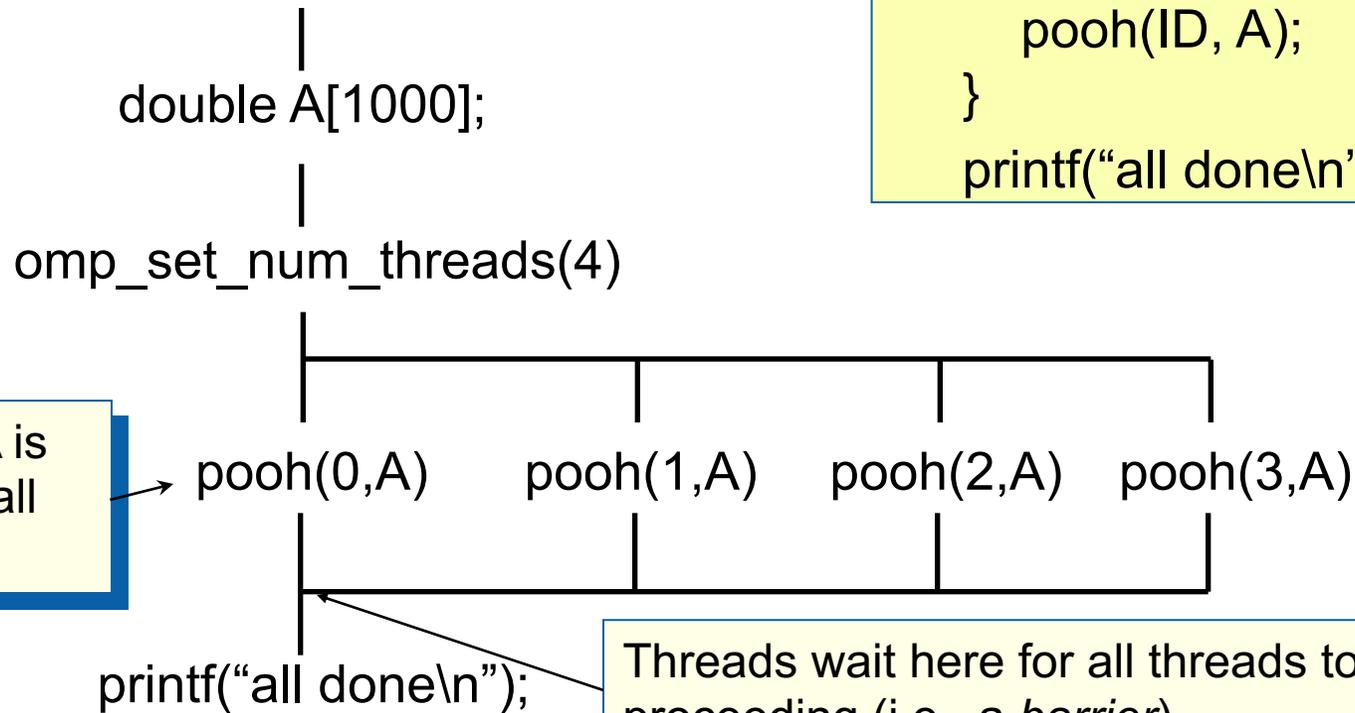 pooh(ID, A);
}
printf(“all done\n”
double A[1000];
omp_set_num_threads(4)
is
all
pooh(0,A) pooh(1,A) pooh(2,A) pooh(3,A)
Threads wait here for all threads to
proceeding (i.e., a barrier)
printf(“all done\n”);